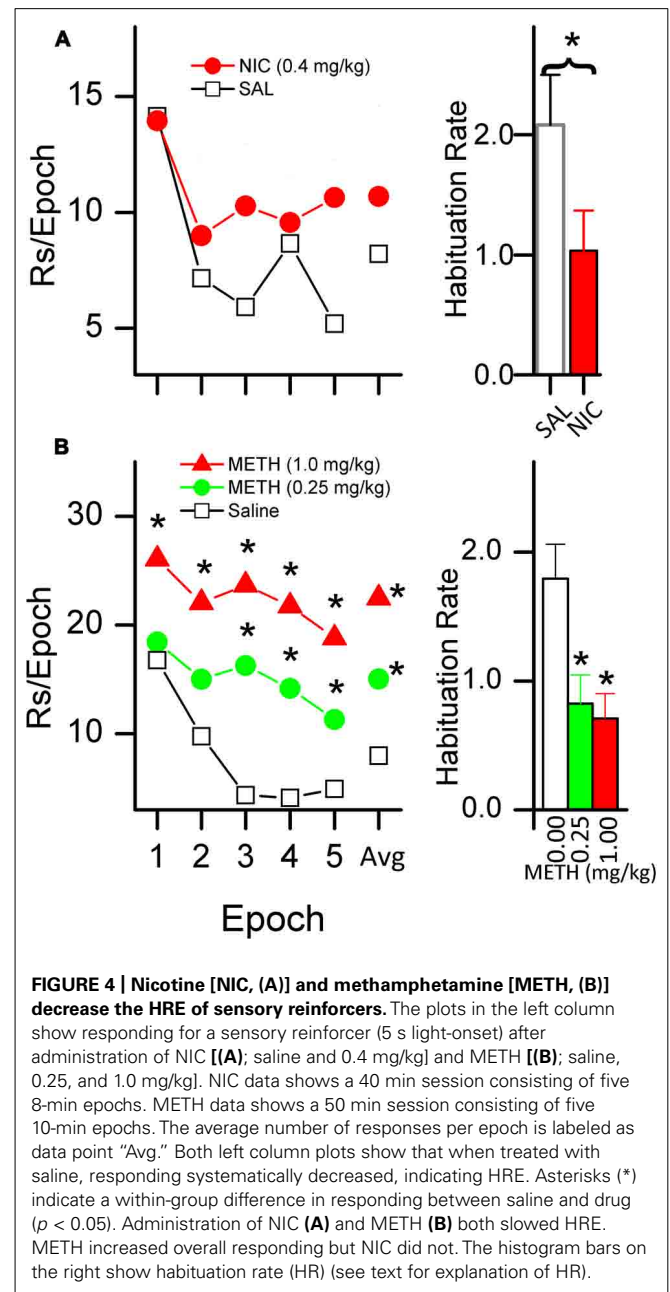 A
NIC (0.4 mg/kg)
SAL
15
10
5
Rs/Epoch
*
2.0
1.0
0.0
Habituation Rate
SAL
NIC
B
METH (1.0 mg/kg)
METH (0.25 mg/kg)
Saline
30
20
10
Rs/Epoch
* * * * * *
* * * *
1 2 3 4 5 Avg
Epoch
2.0
1.0
0.0
Habituation Rate
* *
0.00 0.25 1.00
METH (mg/kg)
FIGURE 4 | Nicotine [NIC, (A)] and methamphetamine [METH, (B)]
decrease the HRE of sensory reinforcers. The plots in the left column
show responding for a sensory reinforcer (5 s light-onset) after
administration of NIC [(A); saline and 0.4 mg/kg] and METH [(B); saline,
0.25, and 1.0 mg/kg]. NIC data shows a 40 min session consisting of five
8-min epochs. METH data shows a 50 min session consisting of five
10-min epochs. The average number of responses per epoch is labeled as
data point “Avg.” Both left column plots show that when treated with
saline, responding systematically decreased, indicating HRE. Asterisks (*)
indicate a within-group difference in responding between saline and drug
(p < 0.05). Administration of NIC (A) and METH (B) both slowed HRE.
METH increased overall responding but NIC did not. The histogram bars on
the right show habituation rate (HR) (see text for explanation of HR).